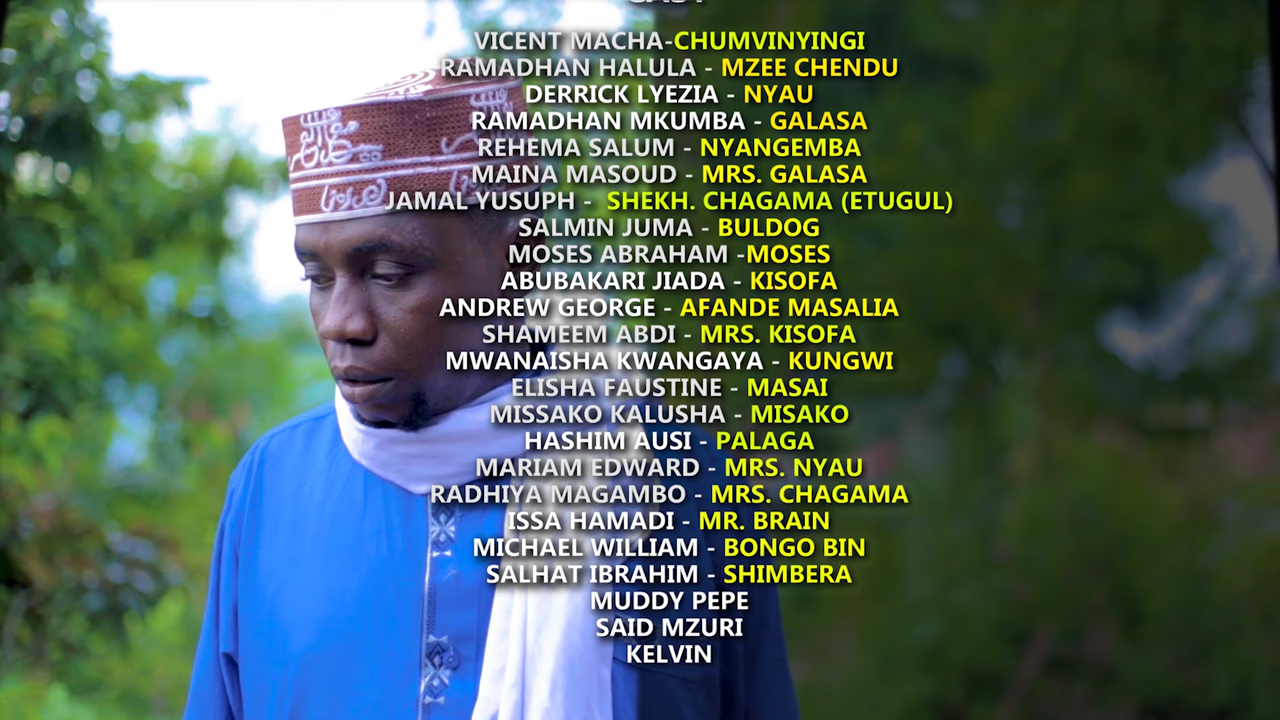 CAST
VICENT MACHA-CHUMVINYINGI
RAMADHAN HALULA - MZEE CHENDU
DERRICK LYEZIA - NYAU
RAMADHAN MKUMBA - GALASA
REHEMA SALUM - NYANGEMBA
MAINA MASOUD - MRS. GALASA
JAMAL YUSUPH - SHEKH. CHAGAMA (ETUGUL)
SALMIN JUMA - BULDOG
MOSES ABRAHAM -MOSES
ABUBAKARI JIADA - KISOFA
ANDREW GEORGE - AFANDE MASALIA
SHAMEEM ABDI - MRS. KISOFA
MWANAISHA KWANGAYA - KUNGWI
ELISHA FAUSTINE - MASAI
MISSAKO KALUSHA - MISAKO
HASHIM AUSI - PALAGA
MARIAM EDWARD - MRS. NYAU
RADHIYA MAGAMBO - MRS. CHAGAMA
ISSA HAMADI - MR. BRAIN
MICHAEL WILLIAM - BONGO BIN
SALHAT IBRAHIM - SHIMBERA
MUDDY PEPE
SAID MZURI
KELVIN